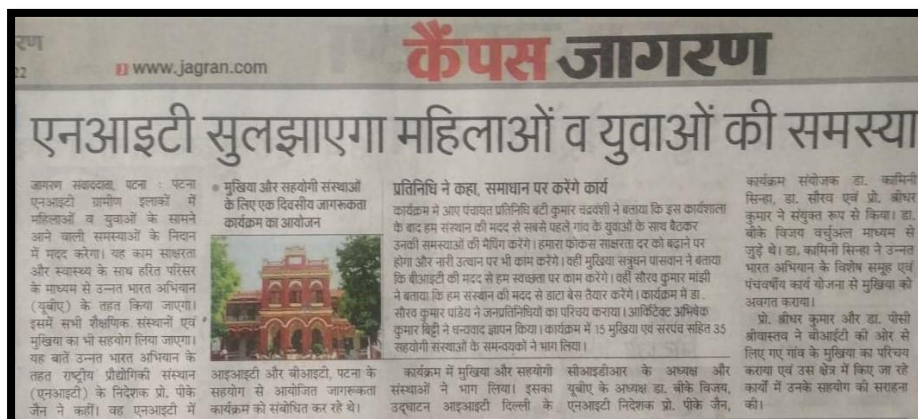 रण
22
www.jagran.com
कैंपस जागरण
एनआइटी सुलझाएगा महिलाओं व युवाओं की समस्या
जागरण संवाददाता, पटना : पटना
एनआइटी ग्रामीण इलाकों में
महिलाओं व युवाओं के सामने
आने वाली समस्याओं के निदान
में मदद करेगा। यह काम साक्षरता
और स्वास्थ्य के साथ हरित परिसर
के माध्यम से उन्नत भारत अभियान
(यूबीए) के तहत किया जाएगा।
इसमें सभी शैक्षणिक संस्थानों एवं
मुखिया का भी सहयोग लिया जाएगा।
यह बातें उन्नत भारत अभियान के
तहत राष्ट्रीय प्रौद्योगिकी संस्थान
(एनआइटी) के निदेशक प्रो. पीके
जैन ने कहीं। वह एनआइटी में
मुखिया और सहयोगी संस्थाओं
के लिए एक दिवसीय जागरूकता
कार्यक्रम का आयोजन
आइआइटी और बीआइटी, पटना के
सहयोग से आयोजित जागरूकता
कार्यक्रम को संबोधित कर रहे थे।
प्रतिनिधि ने कहा, समाधान पर करेंगे कार्य
कार्यक्रम में आए पंचायत प्रतिनिधि बंटी कुमार चंद्रवंशी ने बताया कि इस कार्यशाला
के बाद हम संस्थान की मदद से सबसे पहले गांव के युवाओं के साथ बैठकर
उनकी समस्याओं की मैपिंग करेंगे। हमारा फोकस साक्षरता दर को बढ़ाने पर
होगा और नारी उत्थान पर भी काम करेंगे। वहीं मुखिया सत्रुघन पासवान ने बताया
कि बीआइटी की मदद से हम स्वच्छता पर काम करेंगे। वहीं सौरव कुमार मांझी
ने बताया कि हम संस्थान की मदद से डाटा बेस तैयार करेंगे। कार्यक्रम में डा.
सौरव कुमार पांडेय ने जनप्रतिनिधियों का परिचय कराया। आर्किटेक्ट अभिषेक
कुमार बिट्टी ने धन्यवाद ज्ञापन किया। कार्यक्रम में 15 मुखिया एवं सरपंच सहित 35
सहयोगी संस्थाओं के समन्वयकों ने भाग लिया।
कार्यक्रम में मुखिया और सहयोगी
संस्थाओं ने भाग लिया। इसका
उद्घाटन आइआइटी दिल्ली के
सीआइडीआर के अध्यक्ष और
यूबीए के अध्यक्ष डा. बीके विजय,
एनआइटी निदेशक प्रो. पीके जैन,
कार्यक्रम संयोजक डा. कामिनी
सिन्हा, डा. सौरव एवं प्रो. श्रीधर
कुमार ने संयुक्त रूप से किया। डा.
बीके विजय वर्चुअल माध्यम से
जुड़े थे। डा. कामिनी सिन्हा ने उन्नत
भारत अभियान के विशेष समूह एवं
पंचवर्षीय कार्य योजना से मुखिया को
अवगत कराया।
प्रो. श्रीधर कुमार और डा. पीसी
श्रीवास्तव ने बीआईटी की ओर से
लिए गए गांव के मुखिया का परिचय
कराया एवं उस क्षेत्र में किए जा रहे
कार्यों में उनके सहयोग की सराहना
की।